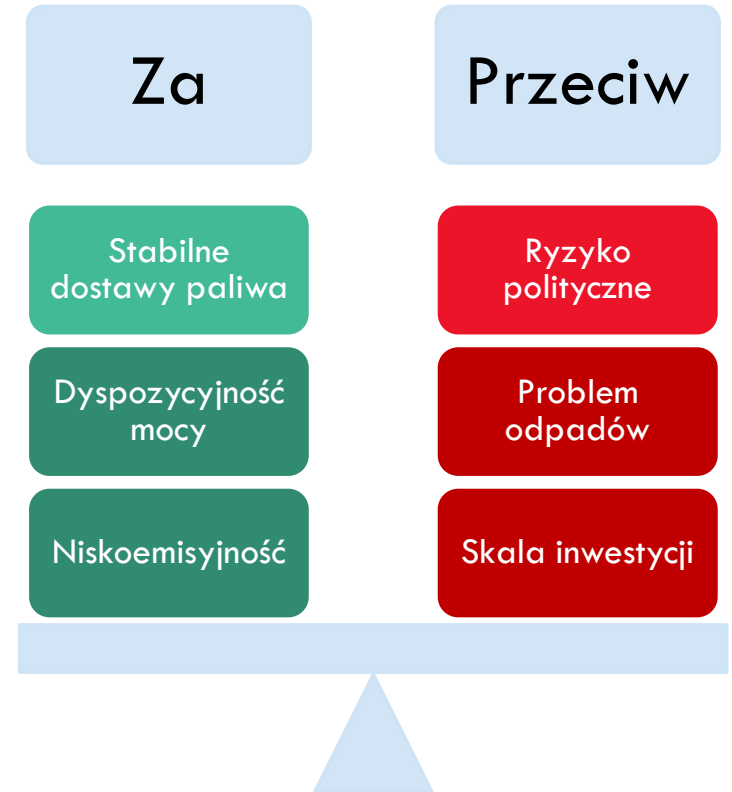 Za
Przeciw
Stabilne
dostawy paliwa
Ryzyko
polityczne
Dyspozycyjność
mocy
Problem
odpadów
Niskoemisyjność
Skala inwestycji